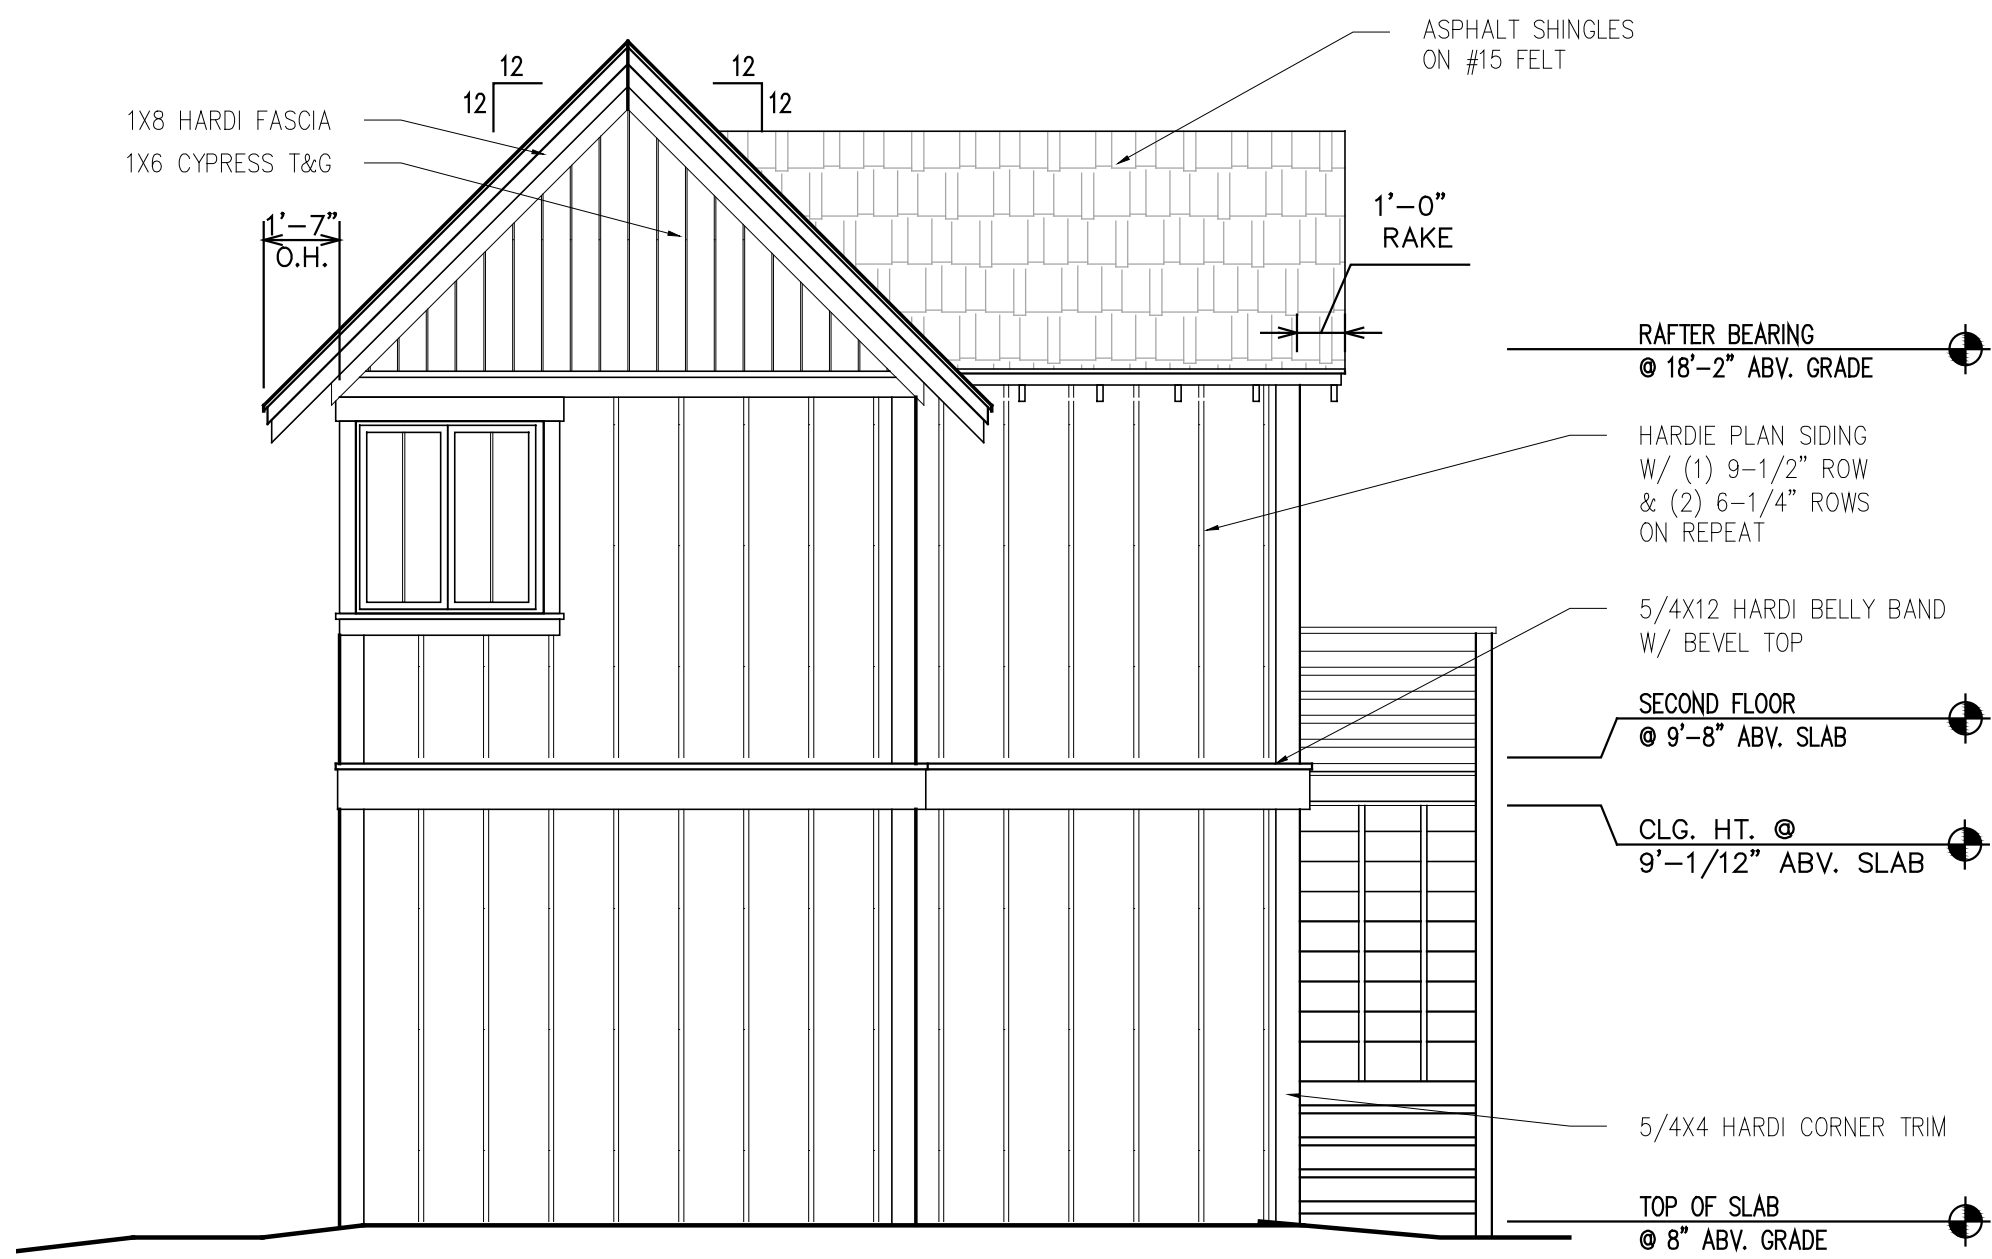 ASPHALT SHINGLES
ON #15 FELT
12
12
12
12
1X8 HARDI FASCIA
1X6 CYPRESS T&G
1'-7"
O.H.
1'-0"
RAKE
RAFTER BEARING
@ 18'-2" ABV. GRADE
HARDIE PLAN SIDING
W/ (1) 9-1/2" ROW
& (2) 6-1/4" ROWS
ON REPEAT
5/4X12 HARDI BELLY BAND
W/ BEVEL TOP
SECOND FLOOR
@ 9'-8" ABV. SLAB
CLG. HT. @
9'-1/12" ABV. SLAB
5/4X4 HARDI CORNER TRIM
TOP OF SLAB
@ 8" ABV. GRADE